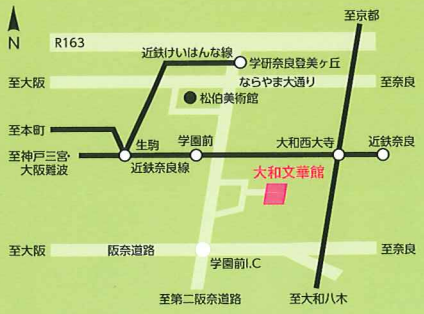 至京都
N
R163
近鉄けいはんな線
学研奈良登美ヶ丘
至大阪
ならやま大通り
至奈良
松伯美術館
至本町
生駒
学園前
大和西大寺
近鉄奈良
至神戸三宮・
大阪難波
近鉄奈良線
大和文華館
至大阪
阪奈道路
至奈良
学園前I.C
至第二阪奈道路
至大和八木